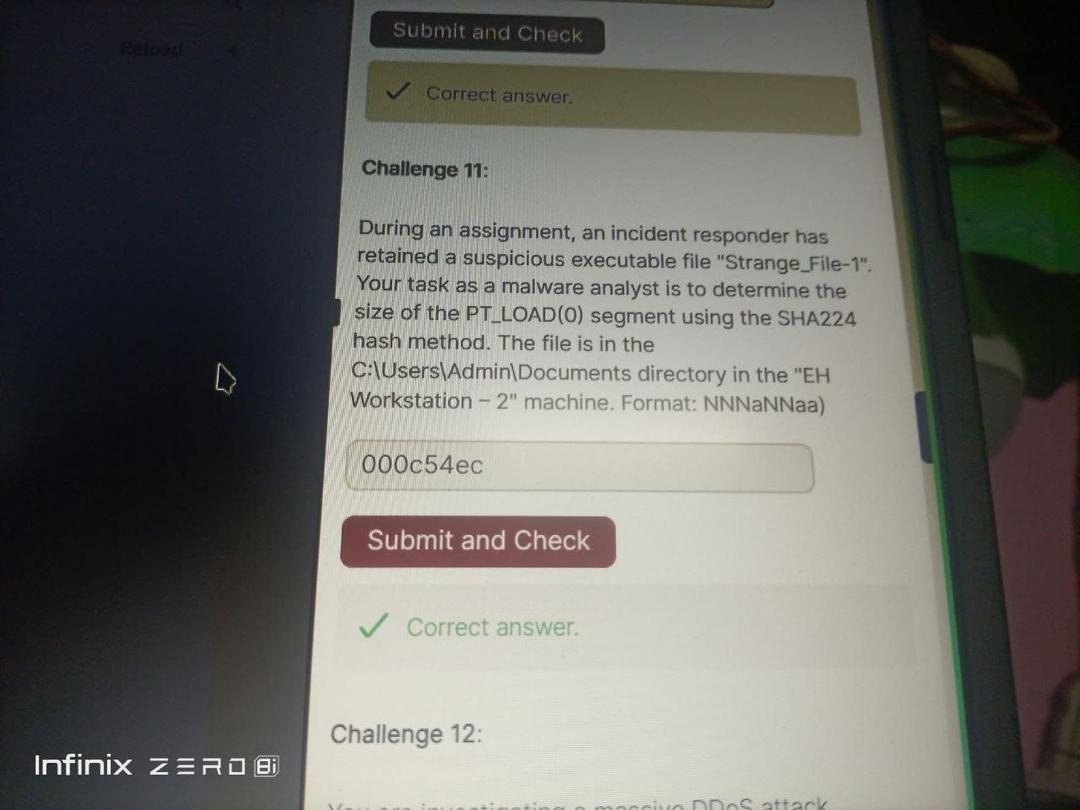 Reload +
Submit and Check
Correct answer.
Challenge 11:
During an assignment, an incident responder has
retained a suspicious executable file "Strange_File-1".
Your task as a malware analyst is to determine the
size of the PT_LOAD(0) segment using the SHA224
hash method. The file is in the
C:\Users\Admin\Documents directory in the "EH
Workstation – 2" machine. Format: NNNaNNaa)
000c54ec
Submit and Check
Correct answer.
Challenge 12:
You are investigating a massive DDoS attack
Infinix ZERO 8i